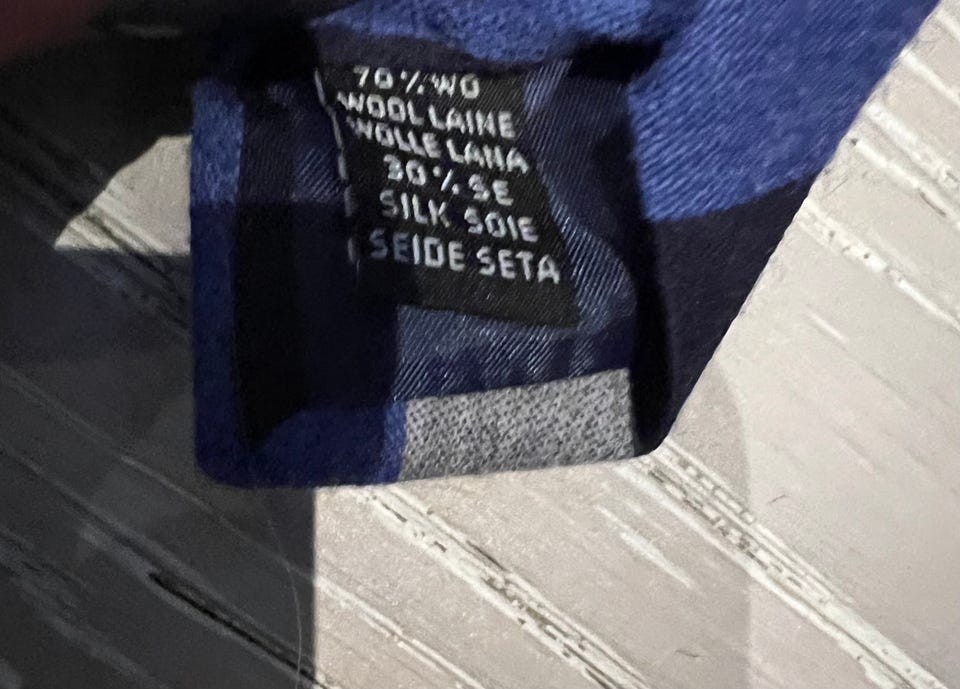 70% WO
WOOL LAINE
WOLLE LANA
30% SE
SILK SOIE
SEIDE SETA